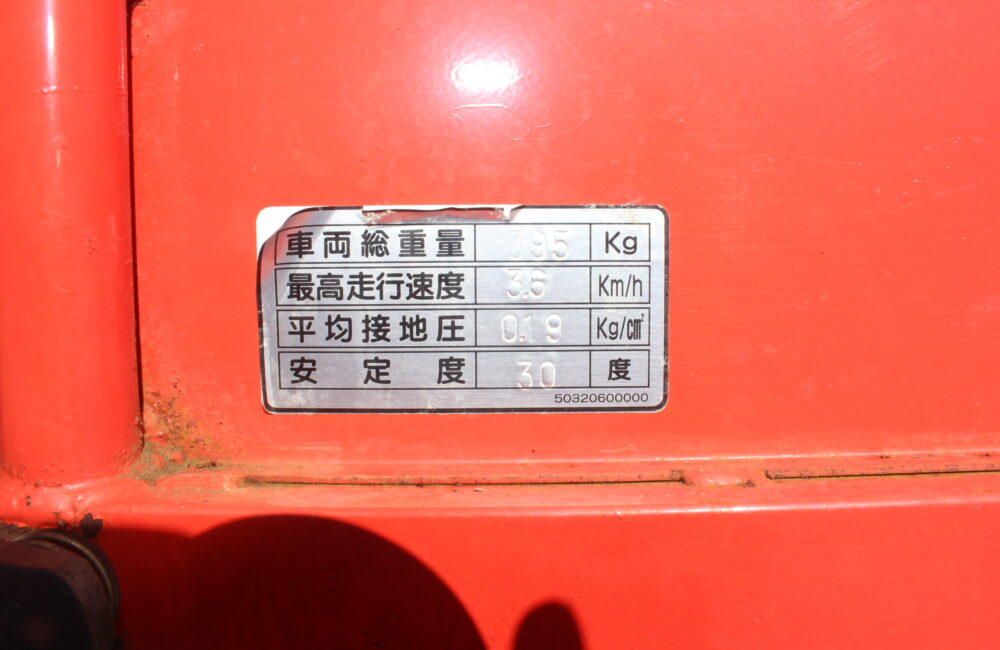 車両総重量 395 Kg
最高走行速度 3.6 Km/h
平均接地圧 0.19 Kg/c㎡
安定度 30 度
50320600000